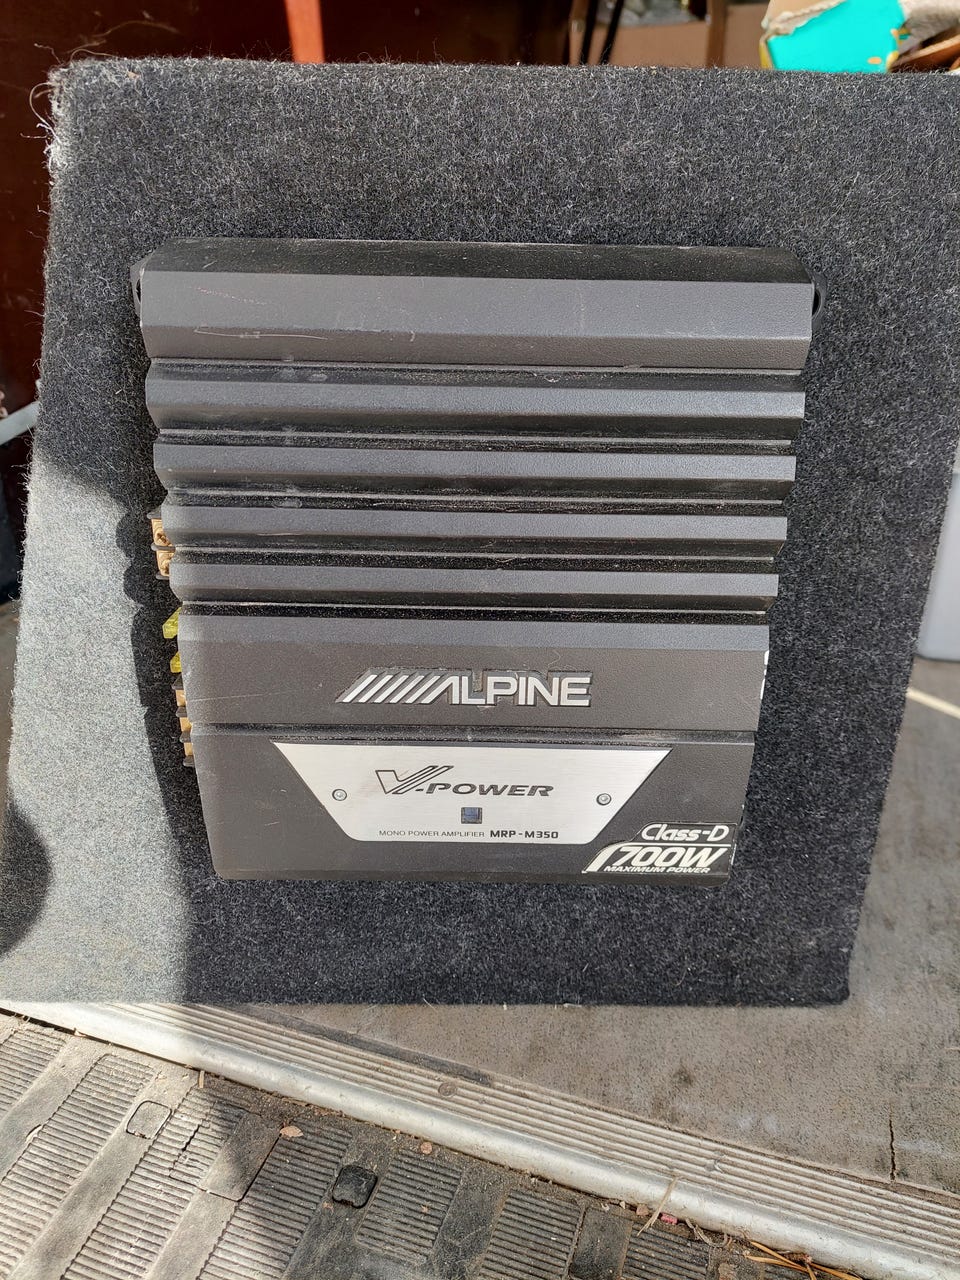 ALPINE
V-POWER
MONO POWER AMPLIFIER MRP-M350
Class-D
700W
MAXIMUM POWER